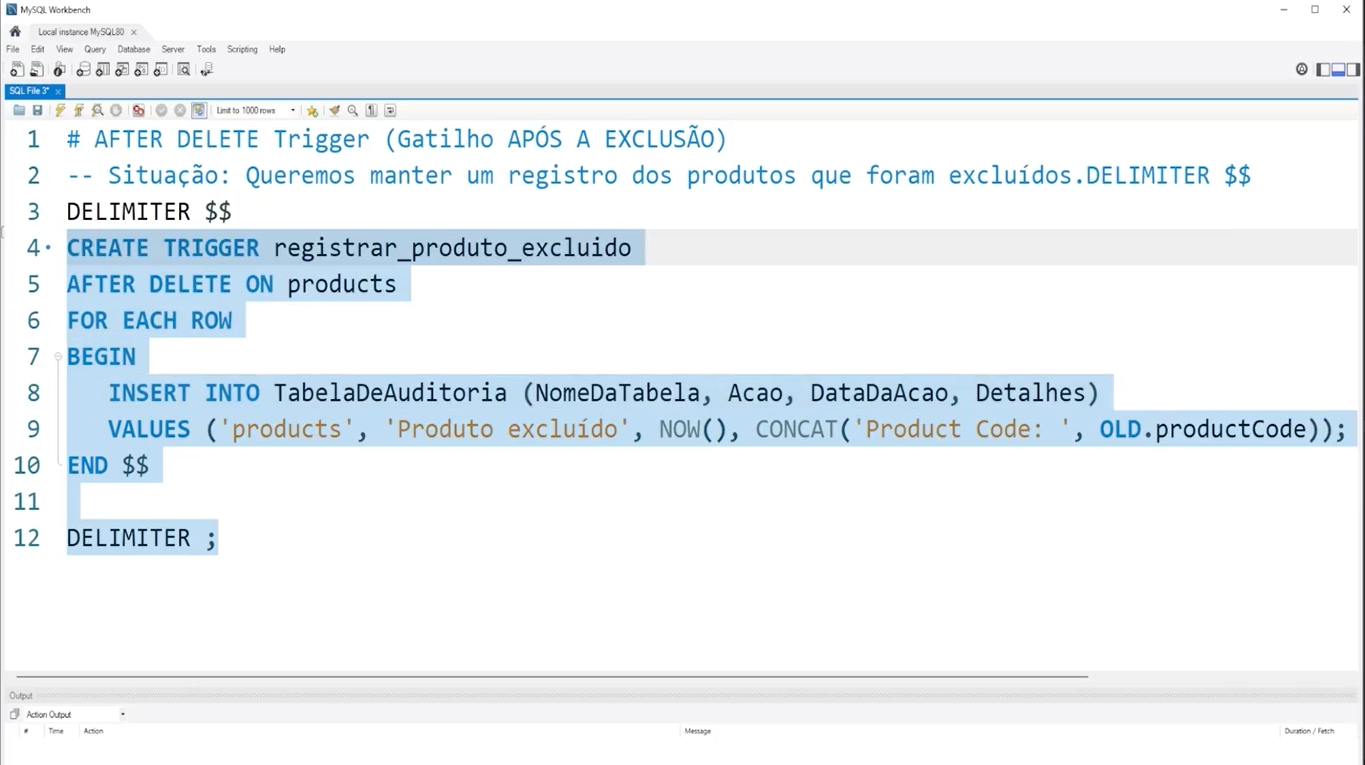 MySQL Workbench
Local instance MySQL80
File Edit View Query Database Server Tools Scripting Help
SQL File 3*
Limit to 1000 rows
1 # AFTER DELETE Trigger (Gatilho APÓS A EXCLUSÃO)
2 -- Situação: Queremos manter um registro dos produtos que foram excluídos.DELIMITER $$
3 DELIMITER $$
4 CREATE TRIGGER registrar_produto_excluido
5 AFTER DELETE ON products
6 FOR EACH ROW
7 BEGIN
8 INSERT INTO TabelaDeAuditoria (NomeDaTabela, Acao, DataDaAcao, Detalhes)
9 VALUES ('products', 'Produto excluído', NOW(), CONCAT('Product Code: ', OLD.productCode));
10 END $$
11
12 DELIMITER ;
Output
Action Output
# Time Action Message Duration / Fetch